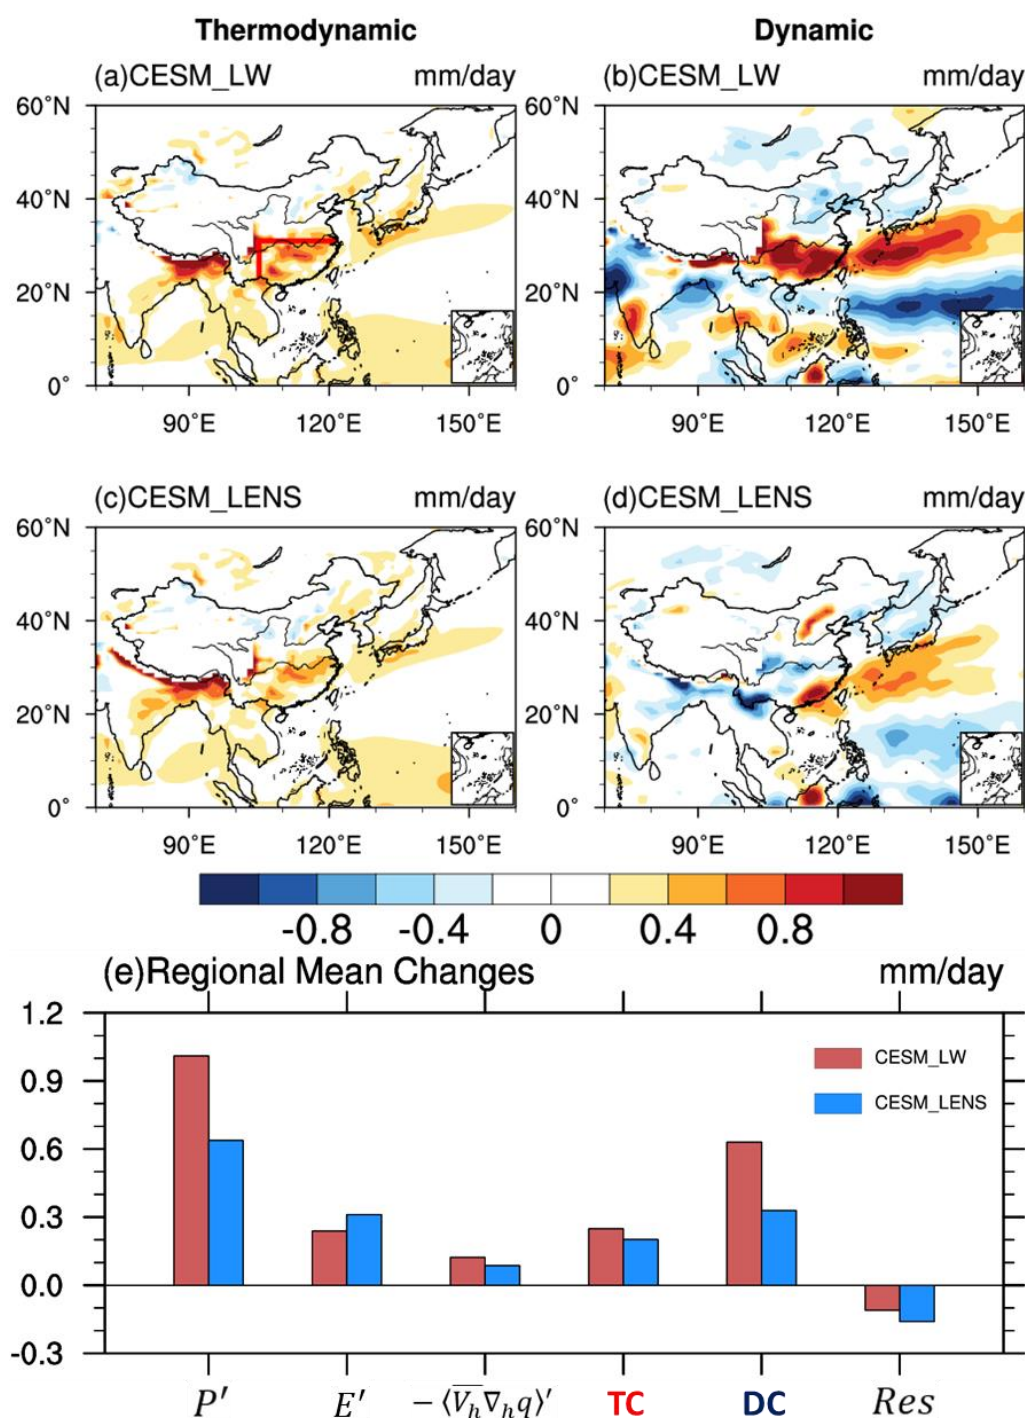 Thermodynamic Dynamic
(a)CESM_LW mm/day (b)CESM_LW mm/day
60°N 60°N
40°N 40°N
20°N 20°N
0° 0°
90°E 120°E 150°E 90°E 120°E 150°E
(c)CESM_LENS mm/day (d)CESM_LENS mm/day
60°N 60°N
40°N 40°N
20°N 20°N
0° 0°
90°E 120°E 150°E 90°E 120°E 150°E
-0.8 -0.4 0 0.4 0.8
(e)Regional Mean Changes mm/day
1.2
CESM_LW
0.9
CESM_LENS
0.6
0.3
0.0
-0.3
P′ E′ −⟨\overline{V_h}∇_h q⟩′ TC DC Res